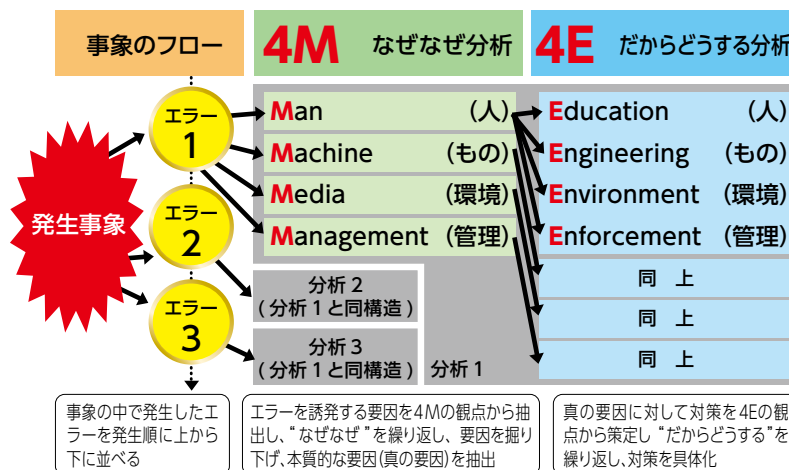 事象のフロー
4M なぜなぜ分析
4E だからどうする分析
発生事象
エラー
1
エラー
2
エラー
3
Man (人)
Machine (もの)
Media (環境)
Management (管理)
分析2
(分析1と同構造)
分析3
(分析1と同構造)
分析1
Education (人)
Engineering (もの)
Environment (環境)
Enforcement (管理)
同 上
同 上
同 上
事象の中で発生したエ
ラーを発生順に上から
下に並べる
エラーを誘発する要因を4Mの観点から抽
出し、“なぜなぜ”を繰り返し、要因を掘り
下げ、本質的な要因(真の要因)を抽出
真の要因に対して対策を4Eの観
点から策定し“だからどうする”を
繰り返し、対策を具体化